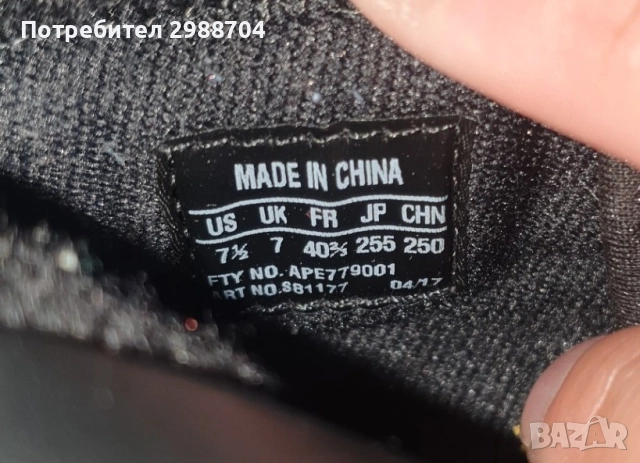 Потребител 2988704
MADE IN CHINA
US UK FR JP CHN
7½ 7 40⅔ 255 250
FTY NO. APE779001
ART NO. S81177 04/17
BAZAR